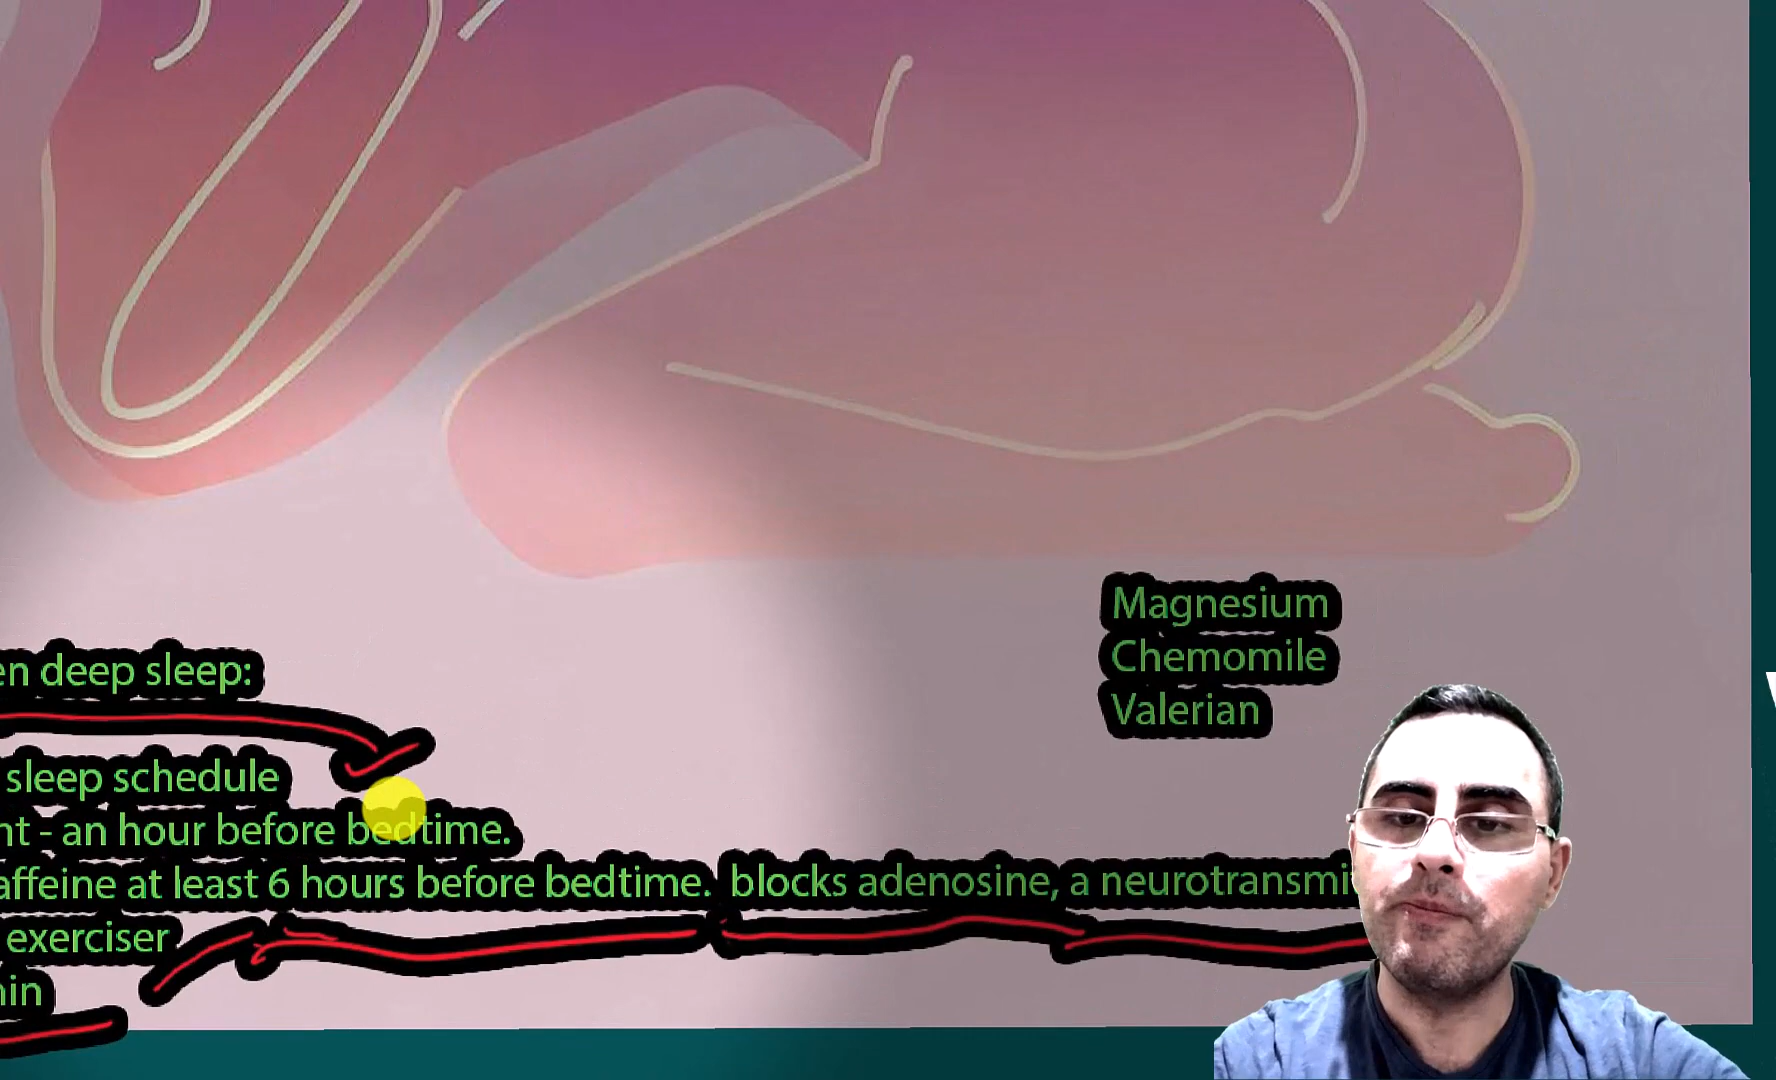 Magnesium
Chemomile
Valerian
en deep sleep:
sleep schedule
nt - an hour before bedtime.
affeine at least 6 hours before bedtime. blocks adenosine, a neurotransmi
exerciser